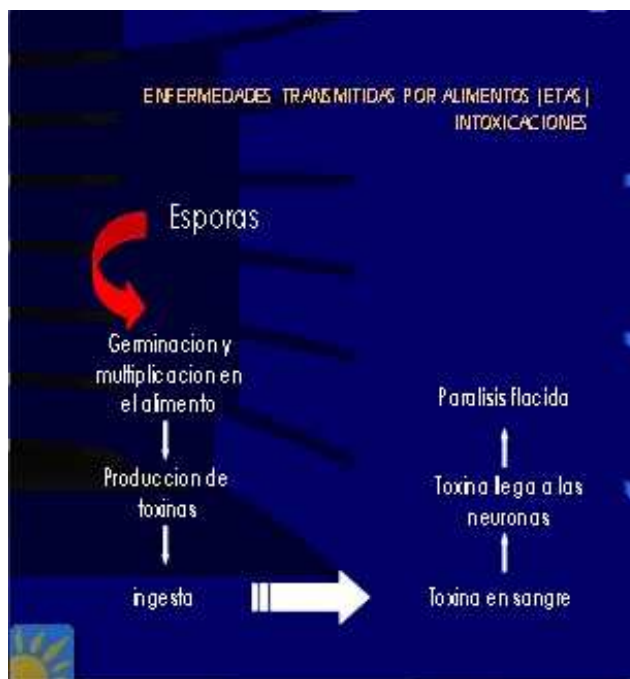 ENFERMEDADES TRANSMITIDAS POR ALIMENTOS (ETAS)
INTOXICACIONES
Esporas
Germinacion y
multiplicacion en
el alimento
Produccion de
toxinas
ingesta
Toxina en sangre
Toxina llega a las
neuronas
Paralisis flacida